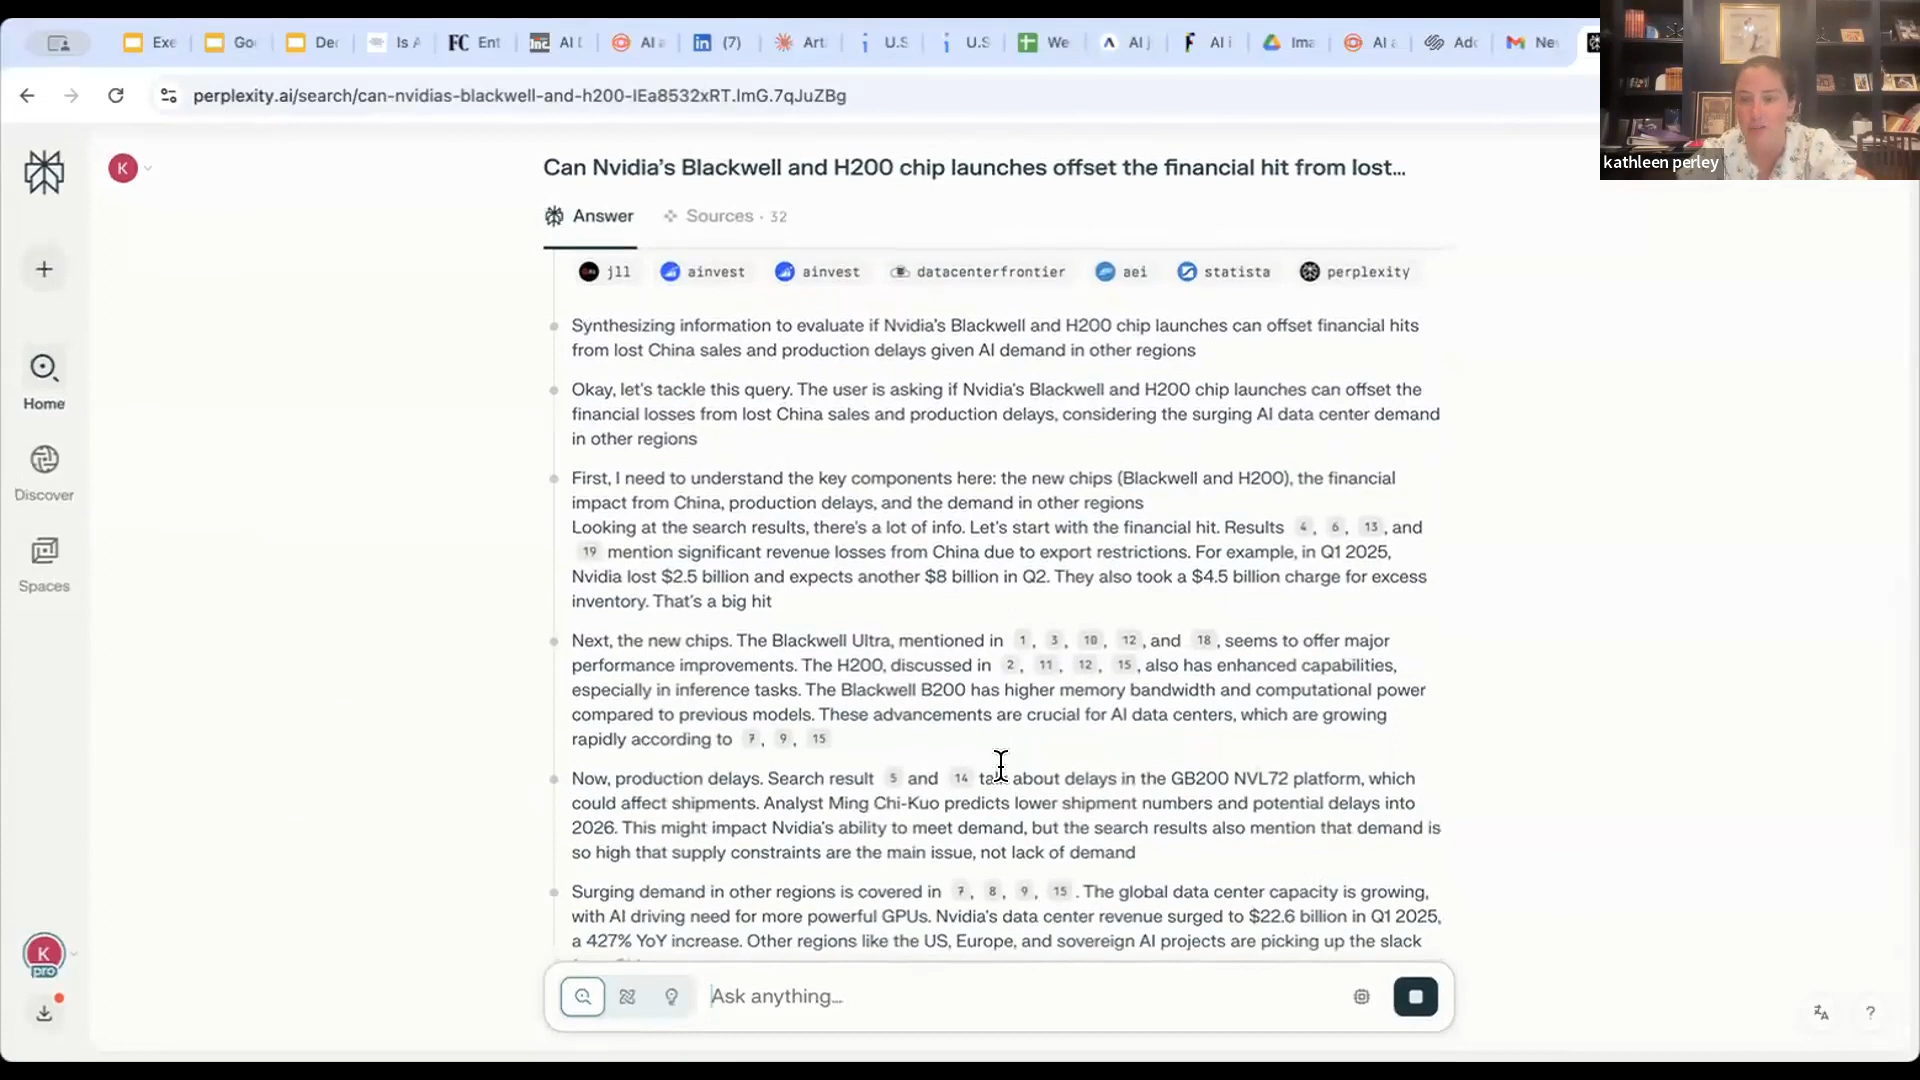 Exe
Go
Der
Is A
FC Ent
Inc. AI D
AI a
in (7)
Art
U.S
U.S
We
AI j
F AI i
Ima
AI a
Add
Ne
perplexity.ai/search/can-nvidias-blackwell-and-h200-IEa8532xRT.lmG.7qJuZBg
kathleen perley
K
Can Nvidia’s Blackwell and H200 chip launches offset the financial hit from lost...
Answer
Sources · 32
jll
ainvest
ainvest
datacenterfrontier
aei
statista
perplexity
Synthesizing information to evaluate if Nvidia's Blackwell and H200 chip launches can offset financial hits
from lost China sales and production delays given AI demand in other regions
Okay, let's tackle this query. The user is asking if Nvidia's Blackwell and H200 chip launches can offset the
financial losses from lost China sales and production delays, considering the surging AI data center demand
in other regions
First, I need to understand the key components here: the new chips (Blackwell and H200), the financial
impact from China, production delays, and the demand in other regions
Looking at the search results, there's a lot of info. Let's start with the financial hit. Results 4, 6, 13, and
19 mention significant revenue losses from China due to export restrictions. For example, in Q1 2025,
Nvidia lost $2.5 billion and expects another $8 billion in Q2. They also took a $4.5 billion charge for excess
inventory. That's a big hit
Next, the new chips. The Blackwell Ultra, mentioned in 1, 3, 10, 12, and 18, seems to offer major
performance improvements. The H200, discussed in 2, 11, 12, 15, also has enhanced capabilities,
especially in inference tasks. The Blackwell B200 has higher memory bandwidth and computational power
compared to previous models. These advancements are crucial for AI data centers, which are growing
rapidly according to 7, 9, 15
Now, production delays. Search result 5 and 14 talk about delays in the GB200 NVL72 platform, which
could affect shipments. Analyst Ming Chi-Kuo predicts lower shipment numbers and potential delays into
2026. This might impact Nvidia's ability to meet demand, but the search results also mention that demand is
so high that supply constraints are the main issue, not lack of demand
Surging demand in other regions is covered in 7, 8, 9, 15. The global data center capacity is growing,
with AI driving need for more powerful GPUs. Nvidia's data center revenue surged to $22.6 billion in Q1 2025,
a 427% YoY increase. Other regions like the US, Europe, and sovereign AI projects are picking up the slack
Home
Discover
Spaces
K
pro
Ask anything...
?